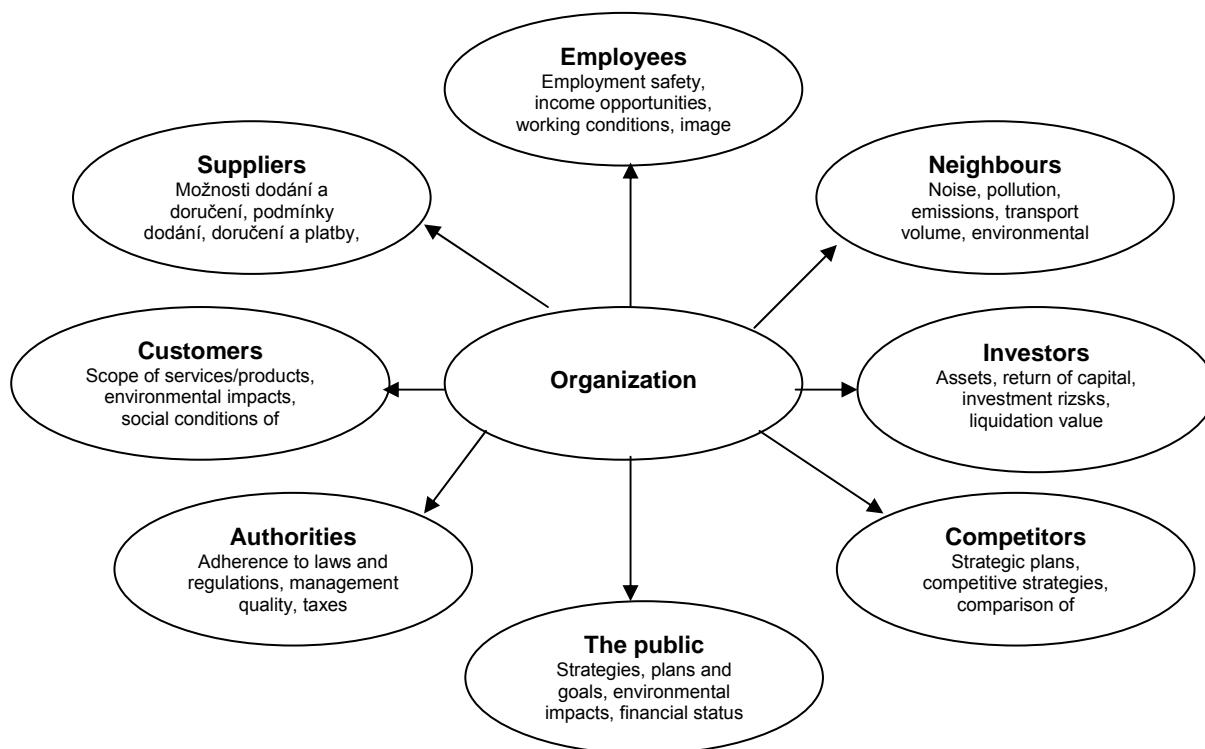 Employees
Employment safety,
income opportunities,
working conditions, image
Suppliers
Možnosti dodání a
doručení, podmínky
dodání, doručení a platby,
Neighbours
Noise, pollution,
emissions, transport
volume, environmental
Customers
Scope of services/products,
environmental impacts,
social conditions of
Organization
Investors
Assets, return of capital,
investment rizsks,
liquidation value
Authorities
Adherence to laws and
regulations, management
quality, taxes
Competitors
Strategic plans,
competitive strategies,
comparison of
The public
Strategies, plans and
goals, environmental
impacts, financial status